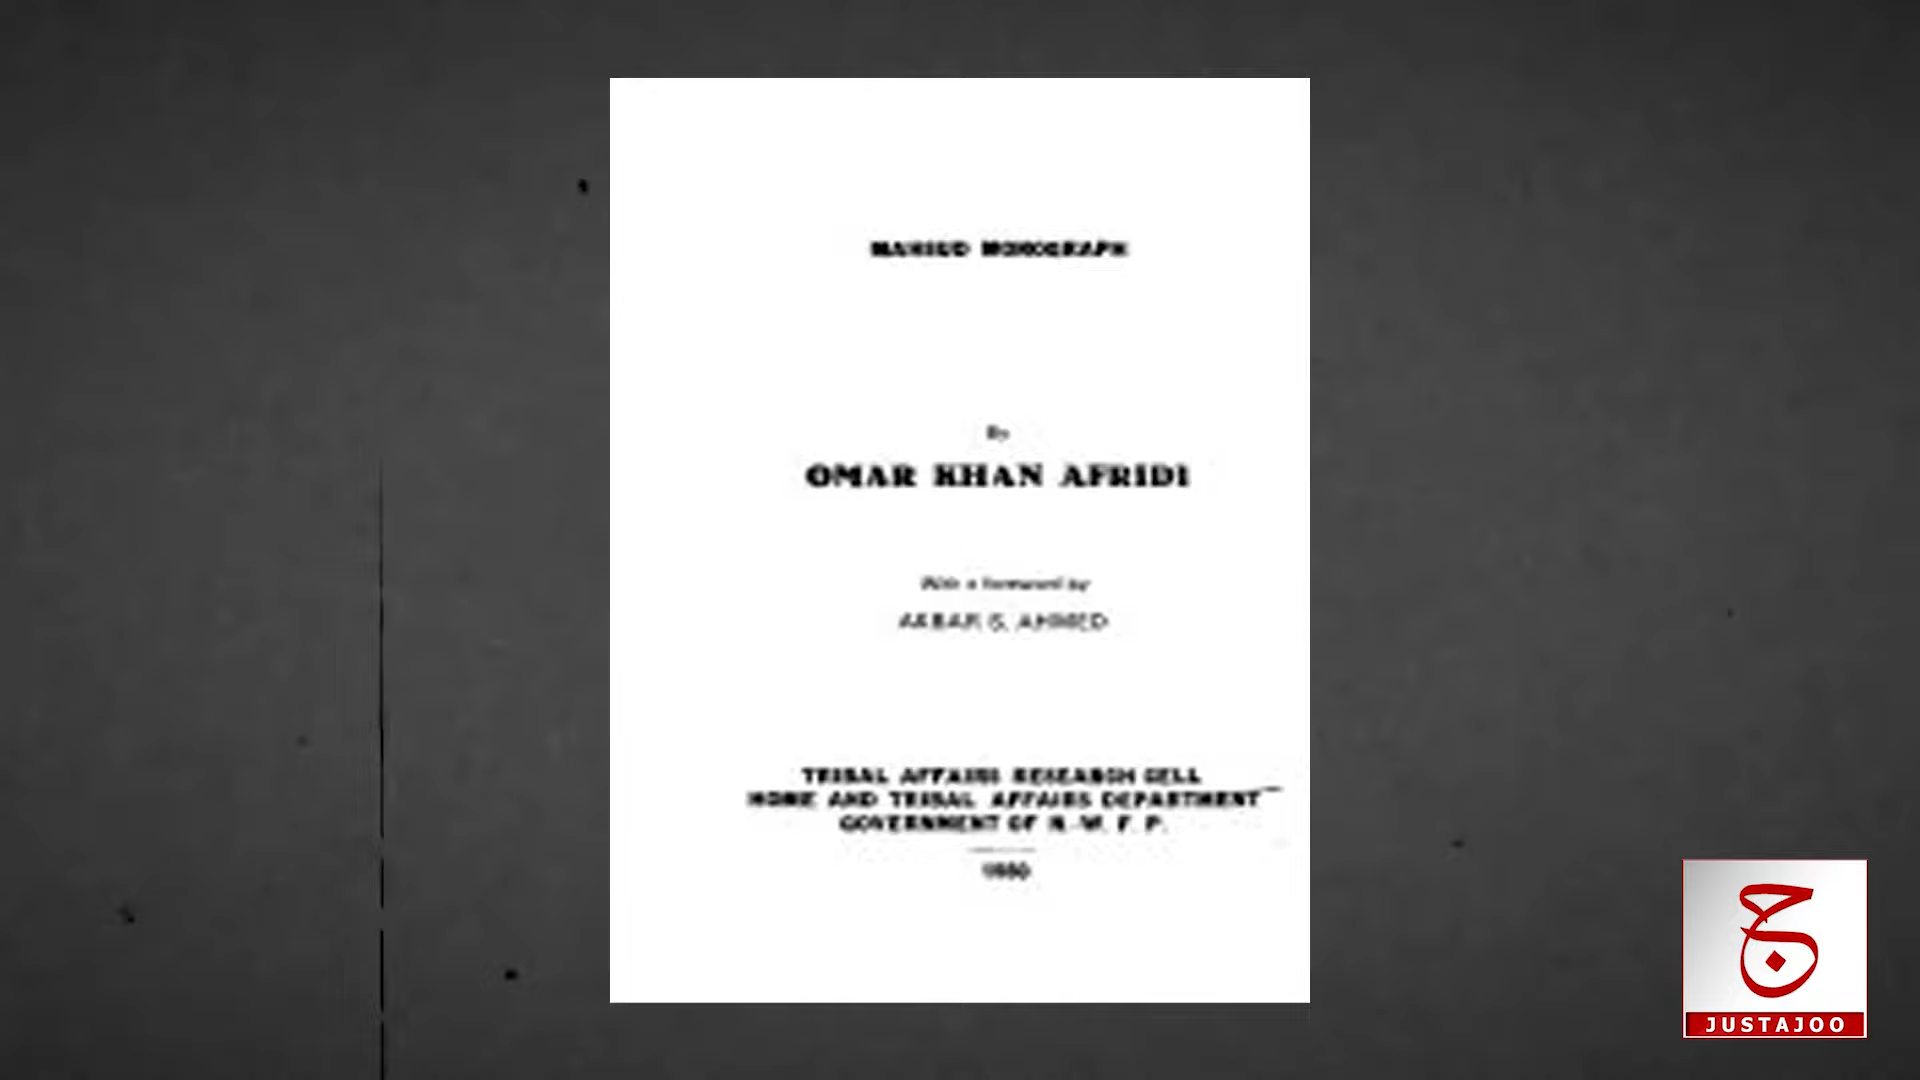 MAHSUD MONOGRAPH
By
OMAR KHAN AFRIDI
With a foreword by
AKBAR S. AHMED
TRIBAL AFFAIRS RESEARCH CELL
HOME AND TRIBAL AFFAIRS DEPARTMENT
GOVERNMENT OF N.-W. F. P.
1980
ج
JUSTAJOO